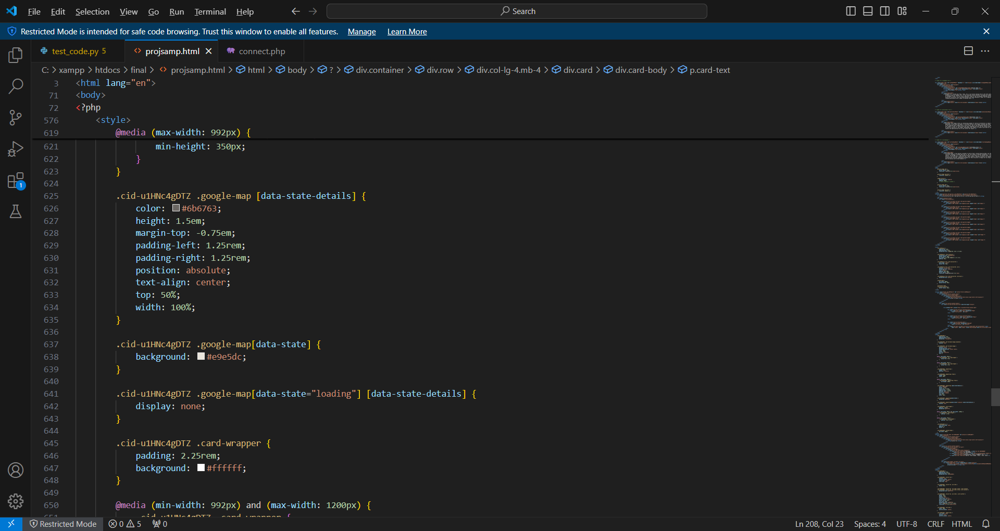 File Edit Selection View Go Run Terminal Help
Search
Restricted Mode is intended for safe code browsing. Trust this window to enable all features. Manage Learn More
test_code.py 5 projsamp.html connect.php
C: > xampp > htdocs > final > projsamp.html > html > body > ? > div.container > div.row > div.col-lg-4.mb-4 > div.card > div.card-body > p.card-text
3 <html lang="en">
71 <body>
72 <?php
576 <style>
619 @media (max-width: 992px) {
621 min-height: 350px;
622 }
623 }
624
625 .cid-u1HNc4gDTZ .google-map [data-state-details] {
626 color: #6b6763;
627 height: 1.5em;
628 margin-top: -0.75em;
629 padding-left: 1.25rem;
630 padding-right: 1.25rem;
631 position: absolute;
632 text-align: center;
633 top: 50%;
634 width: 100%;
635 }
636
637 .cid-u1HNc4gDTZ .google-map[data-state] {
638 background: #e9e5dc;
639 }
640
641 .cid-u1HNc4gDTZ .google-map[data-state="loading"] [data-state-details] {
642 display: none;
643 }
644
645 .cid-u1HNc4gDTZ .card-wrapper {
646 padding: 2.25rem;
647 background: #ffffff;
648 }
649
650 @media (min-width: 992px) and (max-width: 1200px) {
651 .cid-u1HNc4gDTZ .card-wrapper {
1
Restricted Mode 0 5 0 Ln 208, Col 23 Spaces: 4 UTF-8 CRLF HTML